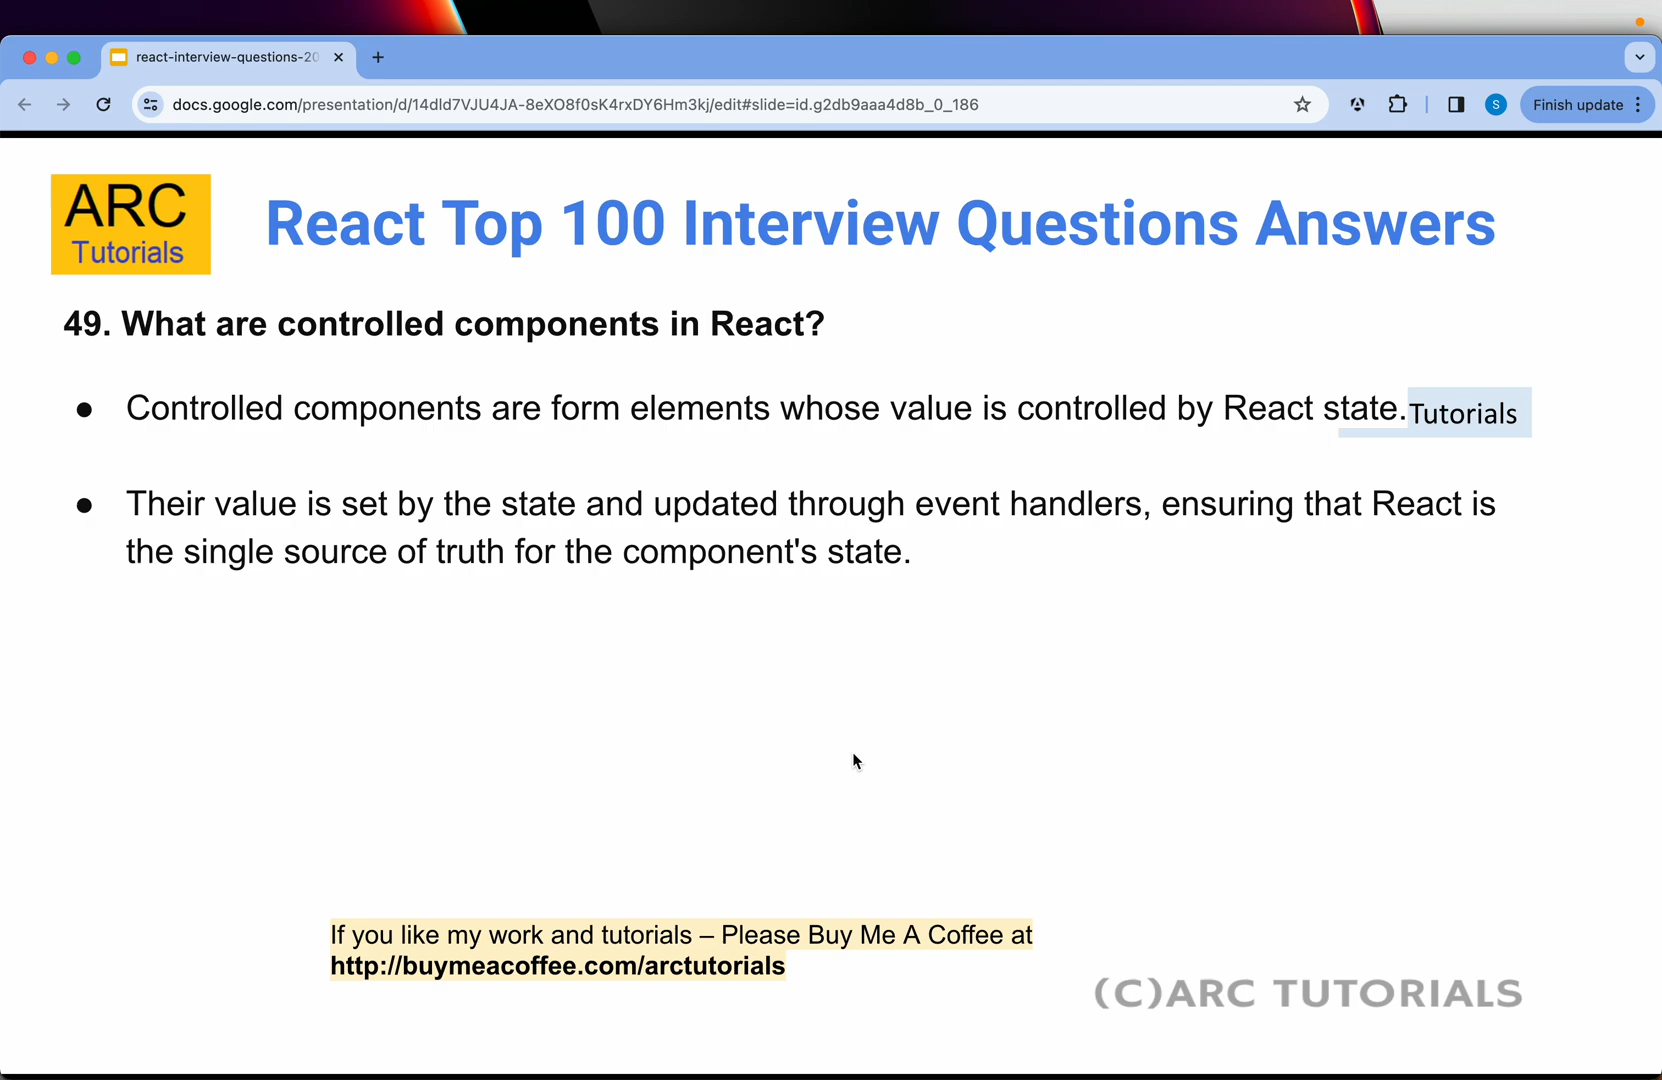 react-interview-questions-20
docs.google.com/presentation/d/14dld7VJU4JA-8eXO8f0sK4rxDY6Hm3kj/edit#slide=id.g2db9aaa4d8b_0_186
S
Finish update
ARC
Tutorials
React Top 100 Interview Questions Answers
49. What are controlled components in React?
● Controlled components are form elements whose value is controlled by React state.
Tutorials
● Their value is set by the state and updated through event handlers, ensuring that React is
the single source of truth for the component's state.
If you like my work and tutorials – Please Buy Me A Coffee at
http://buymeacoffee.com/arctutorials
(C)ARC TUTORIALS